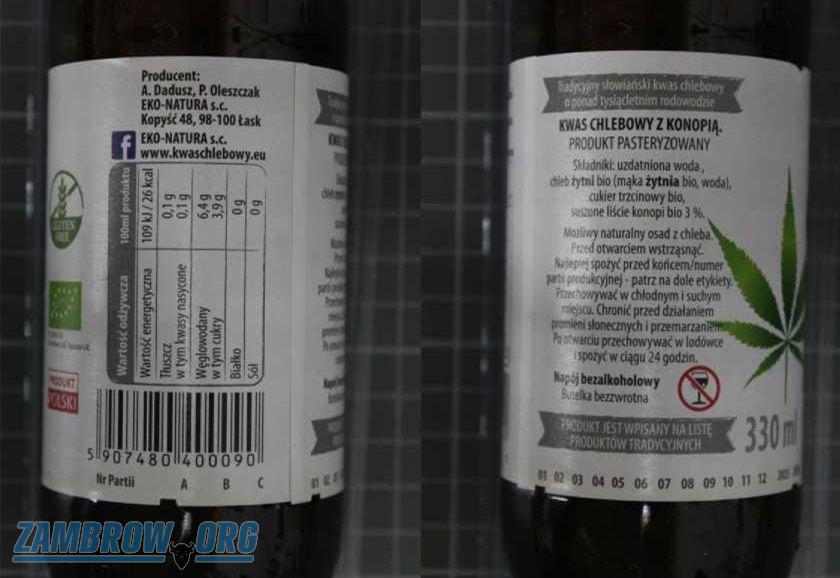 Producent:
A. Dadusz, P. Oleszczak
EKO-NATURA s.c.
Kopyść 48, 98-100 Łask
f EKO-NATURA s.c.
www.kwaschlebowy.eu
GLUTEN
FREE
PRODUKT
POLSKI
Wartość odżywcza 100ml produktu
Wartość energetyczna 109 kJ / 26 kcal
Tłuszcz 0,1 g
w tym kwasy nasycone 0,1 g
Węglowodany 6,4 g
w tym cukry 3,9 g
Białko 0 g
Sól 0 g
5 907480 400090
Nr Partii A B C
Tradycyjny słowiański kwas chlebowy
o ponad tysiącletnim rodowodzie
KWAS CHLEBOWY Z KONOPIĄ.
PRODUKT PASTERYZOWANY
Składniki: uzdatniona woda ,
chleb żytni bio (mąka żytnia bio, woda),
cukier trzcinowy bio,
suszone liście konopi bio 3 %.
Możliwy naturalny osad z chleba.
Przed otwarciem wstrząsnąć.
Najlepiej spożyć przed końcem/numer
partii produkcyjnej - patrz na dole etykiety.
Przechowywać w chłodnym i suchym
miejscu. Chronić przed działaniem
promieni słonecznych i przemarzaniem.
Po otwarciu przechowywać w lodówce
i spożyć w ciągu 24 godzin.
Napój bezalkoholowy
Butelka bezzwrotna
PRODUKT JEST WPISANY NA LISTĘ
PRODUKTÓW TRADYCYJNYCH
330 ml
01 02 03 04 05 06 07 08 09 10 11 12 2025
ZAMBROW.ORG